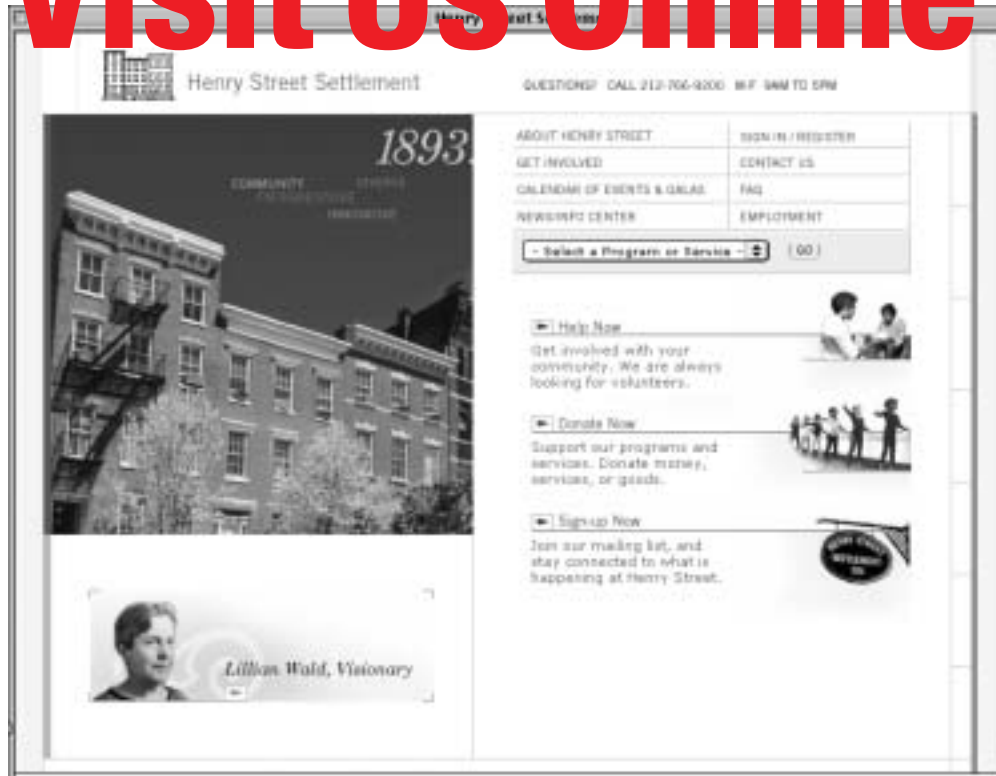 Visit Us Online
Henry Street Settlement
Henry Street Settlement
QUESTIONS? CALL 212-766-9200 M-F 9AM TO 5PM
1893
COMMUNITY
INNOVATIVE
ABOUT HENRY STREET
SIGN IN / REGISTER
GET INVOLVED
CONTACT US
CALENDAR OF EVENTS & GALAS
FAQ
NEWS/INFO CENTER
EMPLOYMENT
- Select a Program or Service -
( GO )
Help Now
Get involved with your
community. We are always
looking for volunteers.
Donate Now
Support our programs and
services. Donate money,
services, or goods.
Sign-up Now
Join our mailing list, and
stay connected to what is
happening at Henry Street.
HENRY STREET
SETTLEMENT
Lillian Wald, Visionary